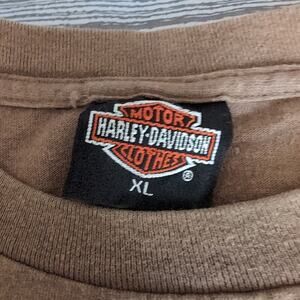 MOTOR
HARLEY-DAVIDSON
CLOTHES
®
XL